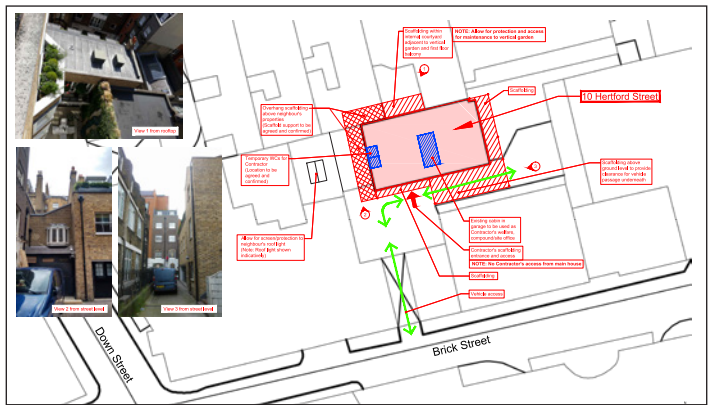 Scaffolding within
internal courtyard
adjacent to vertical
garden and first floor
balcony
NOTE: Allow for protection and access
for maintenance to vertical garden
1
Scaffolding
10 Hertford Street
Overhang scaffolding
above neighbour's
properties
(Scaffold support to be
agreed and confirmed)
View 1 from rooftop
Temporary WCs for
Contractor
(Location to be
agreed and
confirmed)
3
Scaffolding above
ground level to provide
clearance for vehicle
passage underneath
2
Allow for screen/protection to
neighbour's rooflight
(Note: Roof light shown
indicatively)
Existing cabin in
garage to be used as
Contractor's welfare,
compound/site office
Contractor's scaffolding
entrance and access
NOTE: No Contractor's access from main house
Scaffolding
Vehicle access
View 2 from street level
View 3 from street level
Down Street
Brick Street